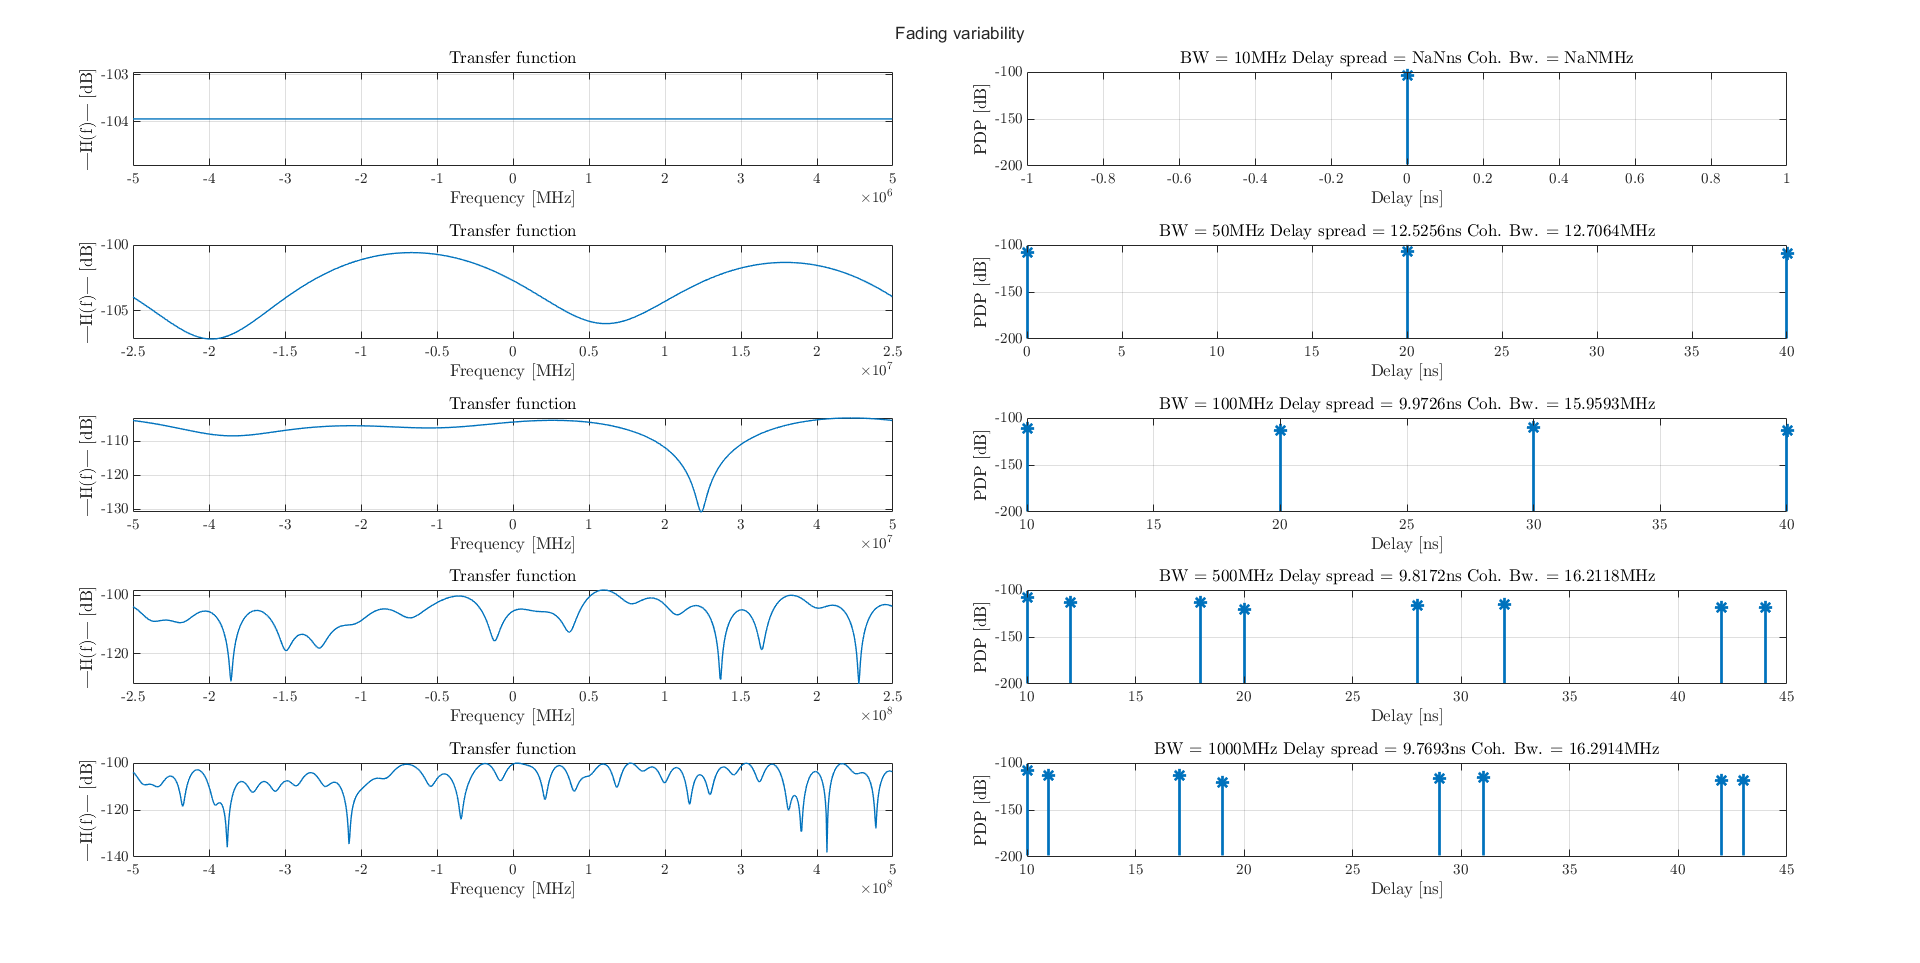 Fading variability
Transfer function
—H(f)— [dB]
-103
-104
-5 -4 -3 -2 -1 0 1 2 3 4 5
Frequency [MHz]
×10^6
BW = 10MHz Delay spread = NaNns Coh. Bw. = NaNMHz
PDP [dB]
-100
-150
-200
-1 -0.8 -0.6 -0.4 -0.2 0 0.2 0.4 0.6 0.8 1
Delay [ns]
Transfer function
—H(f)— [dB]
-100
-105
-2.5 -2 -1.5 -1 -0.5 0 0.5 1 1.5 2 2.5
Frequency [MHz]
×10^7
BW = 50MHz Delay spread = 12.5256ns Coh. Bw. = 12.7064MHz
PDP [dB]
-100
-150
-200
0 5 10 15 20 25 30 35 40
Delay [ns]
Transfer function
—H(f)— [dB]
-110
-120
-130
-5 -4 -3 -2 -1 0 1 2 3 4 5
Frequency [MHz]
×10^7
BW = 100MHz Delay spread = 9.9726ns Coh. Bw. = 15.9593MHz
PDP [dB]
-100
-150
-200
10 15 20 25 30 35 40
Delay [ns]
Transfer function
—H(f)— [dB]
-100
-120
-2.5 -2 -1.5 -1 -0.5 0 0.5 1 1.5 2 2.5
Frequency [MHz]
×10^8
BW = 500MHz Delay spread = 9.8172ns Coh. Bw. = 16.2118MHz
PDP [dB]
-100
-150
-200
10 15 20 25 30 35 40 45
Delay [ns]
Transfer function
—H(f)— [dB]
-100
-120
-140
-5 -4 -3 -2 -1 0 1 2 3 4 5
Frequency [MHz]
×10^8
BW = 1000MHz Delay spread = 9.7693ns Coh. Bw. = 16.2914MHz
PDP [dB]
-100
-150
-200
10 15 20 25 30 35 40 45
Delay [ns]